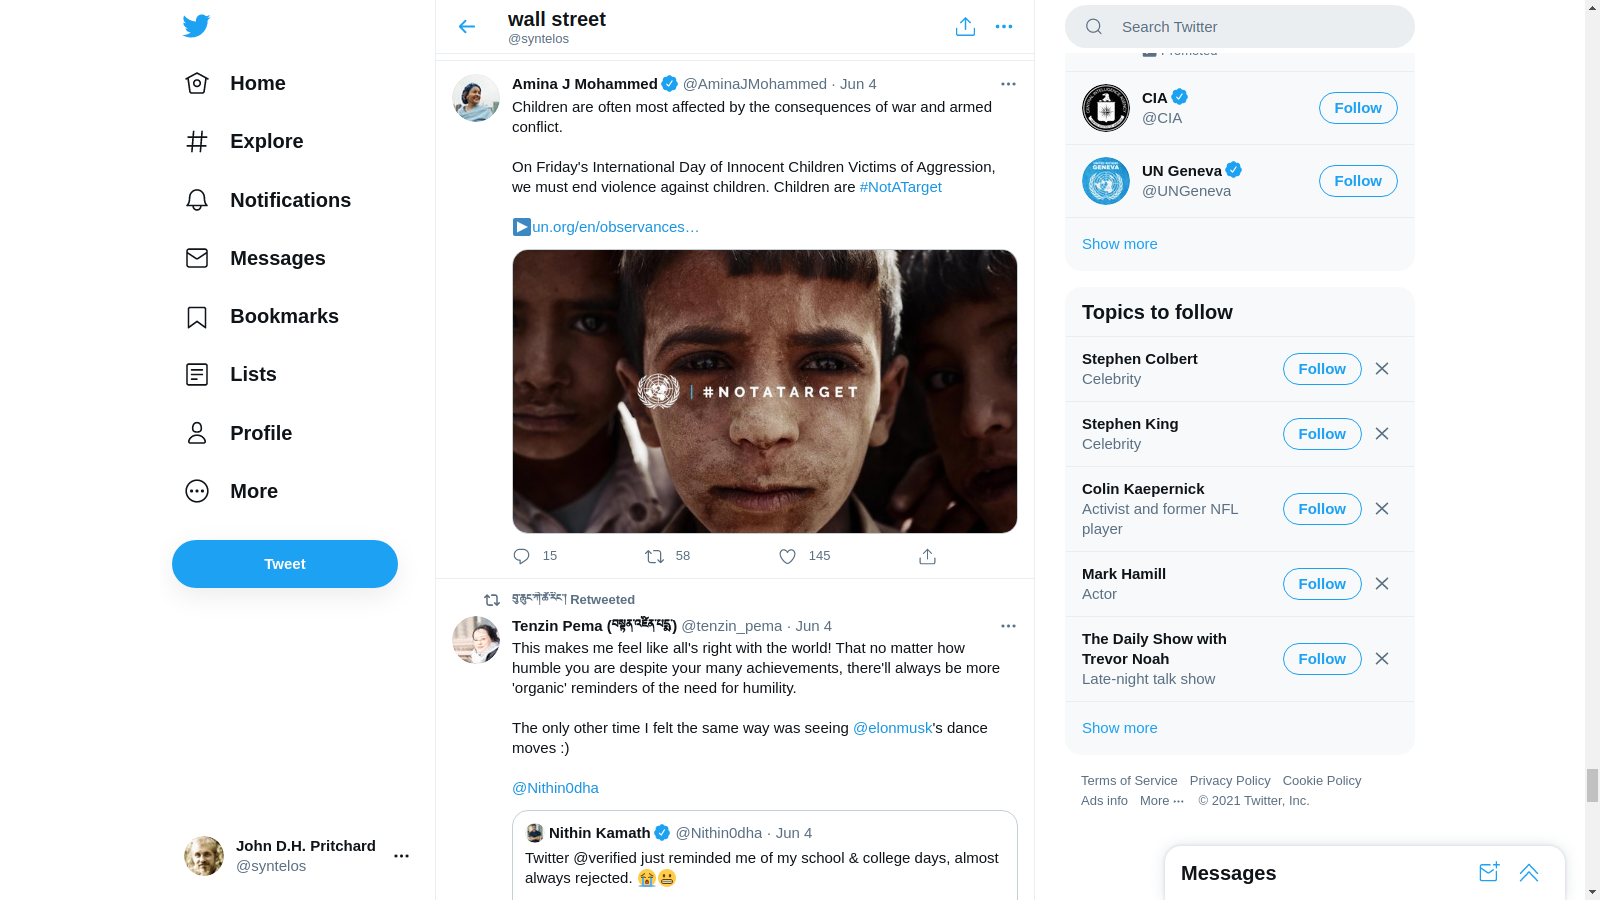 Home
Explore
Notifications
Messages
Bookmarks
Lists
Profile
More
Tweet
John D.H. Pritchard
@syntelos
wall street
@syntelos
Amina J Mohammed @AminaJMohammed · Jun 4
Children are often most affected by the consequences of war and armed
conflict.
On Friday's International Day of Innocent Children Victims of Aggression,
we must end violence against children. Children are #NotATarget
▶un.org/en/observances…
#NOTATARGET
15
58
145
Retweeted
Tenzin Pema (བསྟན་འཛིན་པདྨ་) @tenzin_pema · Jun 4
This makes me feel like all's right with the world! That no matter how
humble you are despite your many achievements, there'll always be more
'organic' reminders of the need for humility.
The only other time I felt the same way was seeing @elonmusk's dance
moves :)
@Nithin0dha
Nithin Kamath @Nithin0dha · Jun 4
Twitter @verified just reminded me of my school & college days, almost
always rejected. 😭😬
Search Twitter
Promoted
CIA
@CIA
Follow
UN Geneva
@UNGeneva
Follow
Show more
Topics to follow
Stephen Colbert
Celebrity
Follow
Stephen King
Celebrity
Follow
Colin Kaepernick
Activist and former NFL
player
Follow
Mark Hamill
Actor
Follow
The Daily Show with
Trevor Noah
Late-night talk show
Follow
Show more
Terms of Service Privacy Policy Cookie Policy
Ads info More ··· © 2021 Twitter, Inc.
Messages